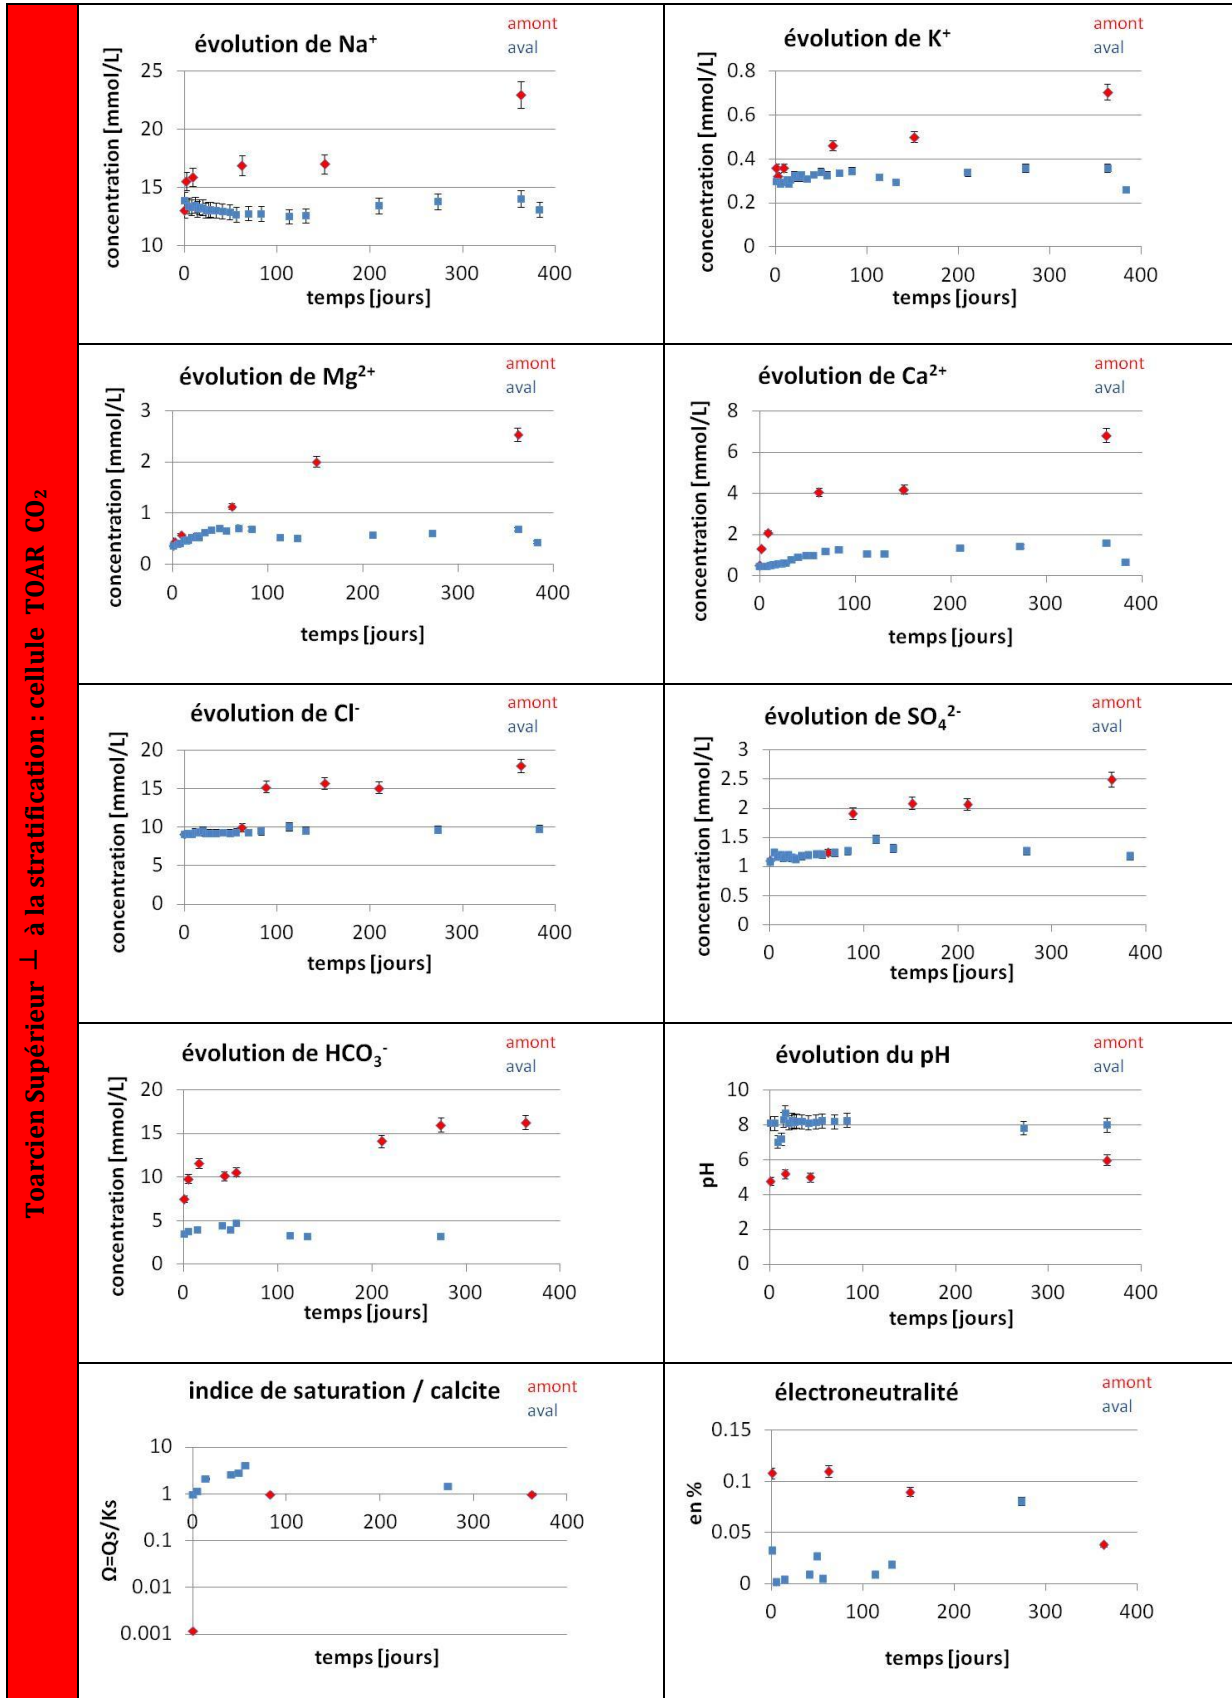 Toarcien Supérieur ⊥ à la stratification : cellule TOAR CO₂
évolution de Na⁺
amont
aval
concentration [mmol/L]
25
20
15
10
0 100 200 300 400
temps [jours]
évolution de K⁺
amont
aval
concentration [mmol/L]
0.8
0.6
0.4
0.2
0
0 100 200 300 400
temps [jours]
évolution de Mg²⁺
amont
aval
concentration [mmol/L]
3
2
1
0
0 100 200 300 400
temps [jours]
évolution de Ca²⁺
amont
aval
concentration [mmol/L]
8
6
4
2
0
0 100 200 300 400
temps [jours]
évolution de Cl⁻
amont
aval
concentration [mmol/L]
20
15
10
5
0
0 100 200 300 400
temps [jours]
évolution de SO₄²⁻
amont
aval
concentration [mmol/L]
3
2.5
2
1.5
1
0.5
0
0 100 200 300 400
temps [jours]
évolution de HCO₃⁻
amont
aval
concentration [mmol/L]
20
15
10
5
0
0 100 200 300 400
temps [jours]
évolution du pH
amont
aval
pH
10
8
6
4
2
0
0 100 200 300 400
temps [jours]
indice de saturation / calcite
amont
aval
Ω=Qs/Ks
10
1
0.1
0.01
0.001
0 100 200 300 400
temps [jours]
électroneutralité
amont
aval
en %
0.15
0.1
0.05
0
0 100 200 300 400
temps [jours]